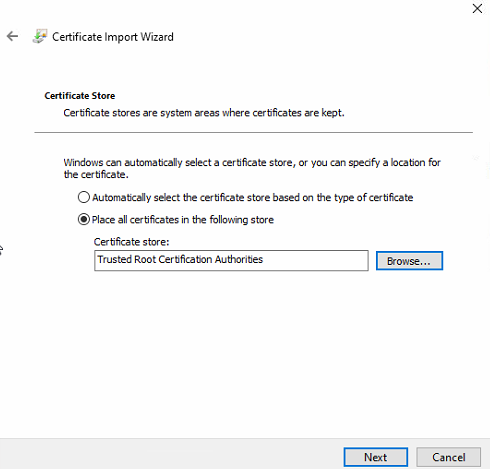 Certificate Import Wizard
Certificate Store
Certificate stores are system areas where certificates are kept.
Windows can automatically select a certificate store, or you can specify a location for
the certificate.
Automatically select the certificate store based on the type of certificate
Place all certificates in the following store
Certificate store:
Trusted Root Certification Authorities
Browse...
Next
Cancel